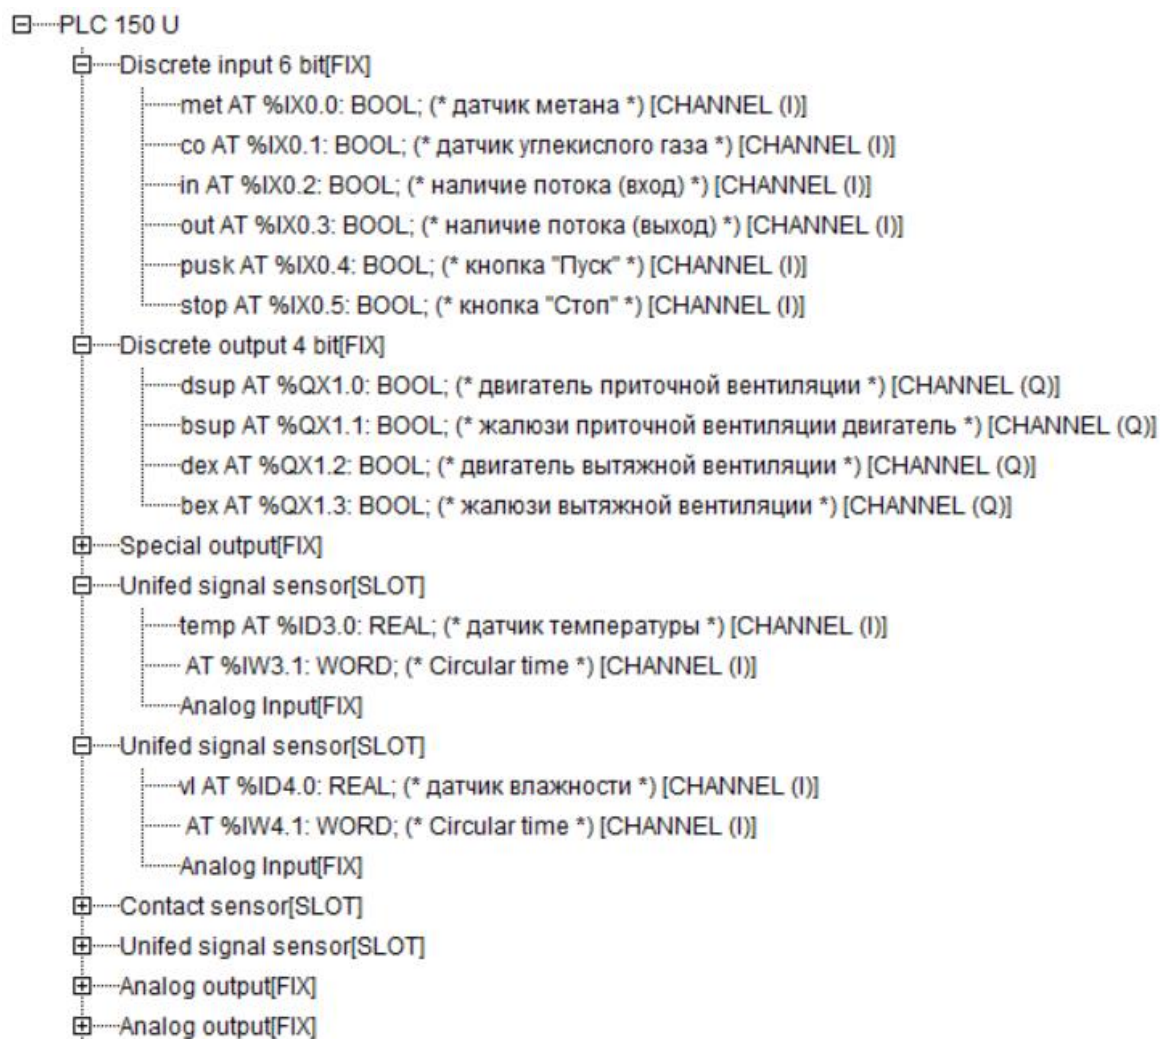 PLC 150 U
Discrete input 6 bit[FIX]
met AT %IX0.0: BOOL; (* датчик метана *) [CHANNEL (I)]
co AT %IX0.1: BOOL; (* датчик углекислого газа *) [CHANNEL (I)]
in AT %IX0.2: BOOL; (* наличие потока (вход) *) [CHANNEL (I)]
out AT %IX0.3: BOOL; (* наличие потока (выход) *) [CHANNEL (I)]
pusk AT %IX0.4: BOOL; (* кнопка "Пуск" *) [CHANNEL (I)]
stop AT %IX0.5: BOOL; (* кнопка "Стоп" *) [CHANNEL (I)]
Discrete output 4 bit[FIX]
dsup AT %QX1.0: BOOL; (* двигатель приточной вентиляции *) [CHANNEL (Q)]
bsup AT %QX1.1: BOOL; (* жалюзи приточной вентиляции двигатель *) [CHANNEL (Q)]
dex AT %QX1.2: BOOL; (* двигатель вытяжной вентиляции *) [CHANNEL (Q)]
bex AT %QX1.3: BOOL; (* жалюзи вытяжной вентиляции *) [CHANNEL (Q)]
Special output[FIX]
Unifed signal sensor[SLOT]
temp AT %ID3.0: REAL; (* датчик температуры *) [CHANNEL (I)]
AT %IW3.1: WORD; (* Circular time *) [CHANNEL (I)]
Analog Input[FIX]
Unifed signal sensor[SLOT]
vl AT %ID4.0: REAL; (* датчик влажности *) [CHANNEL (I)]
AT %IW4.1: WORD; (* Circular time *) [CHANNEL (I)]
Analog Input[FIX]
Contact sensor[SLOT]
Unifed signal sensor[SLOT]
Analog output[FIX]
Analog output[FIX]